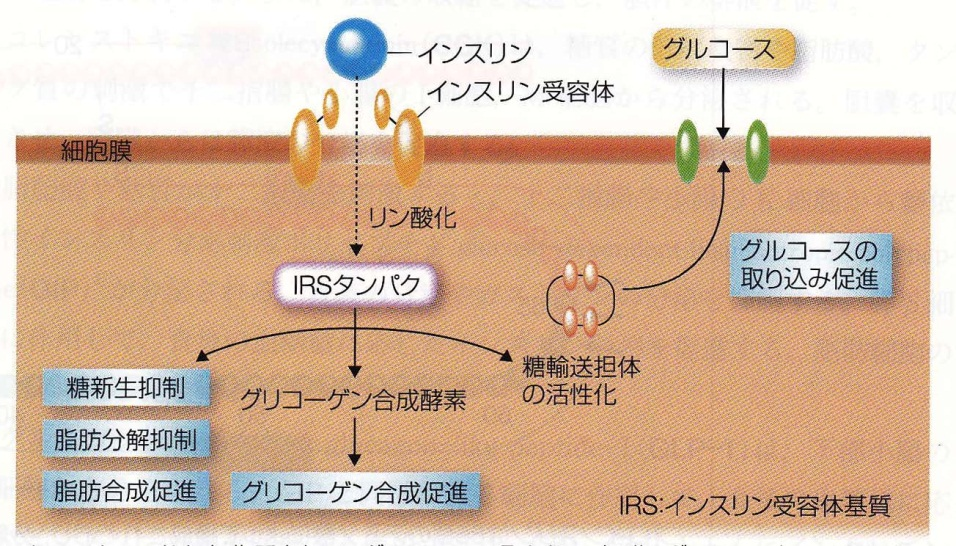 インスリン
グルコース
インスリン受容体
細胞膜
リン酸化
IRSタンパク
グルコースの
取り込み促進
糖輸送担体
の活性化
糖新生抑制
グリコーゲン合成酵素
脂肪分解抑制
脂肪合成促進
グリコーゲン合成促進
IRS:インスリン受容体基質